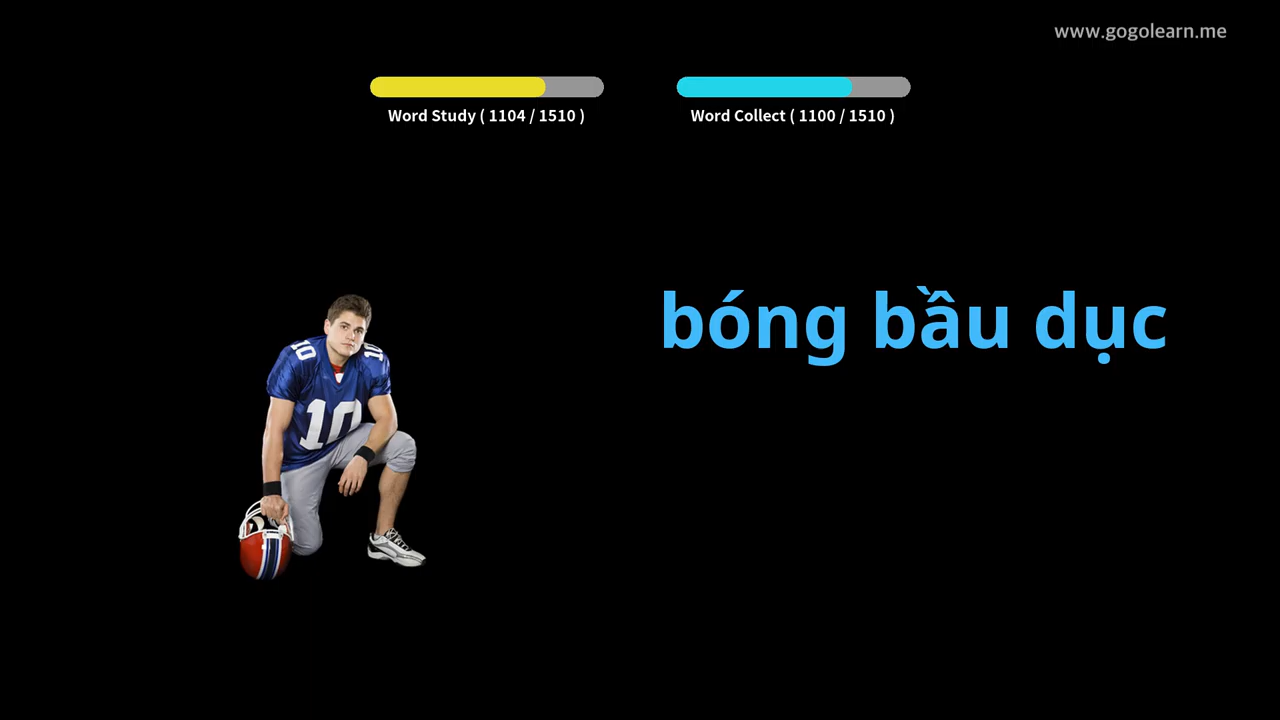 www.gogolearn.me
Word Study ( 1104 / 1510 )
Word Collect ( 1100 / 1510 )
bóng bầu dục
10
10
10